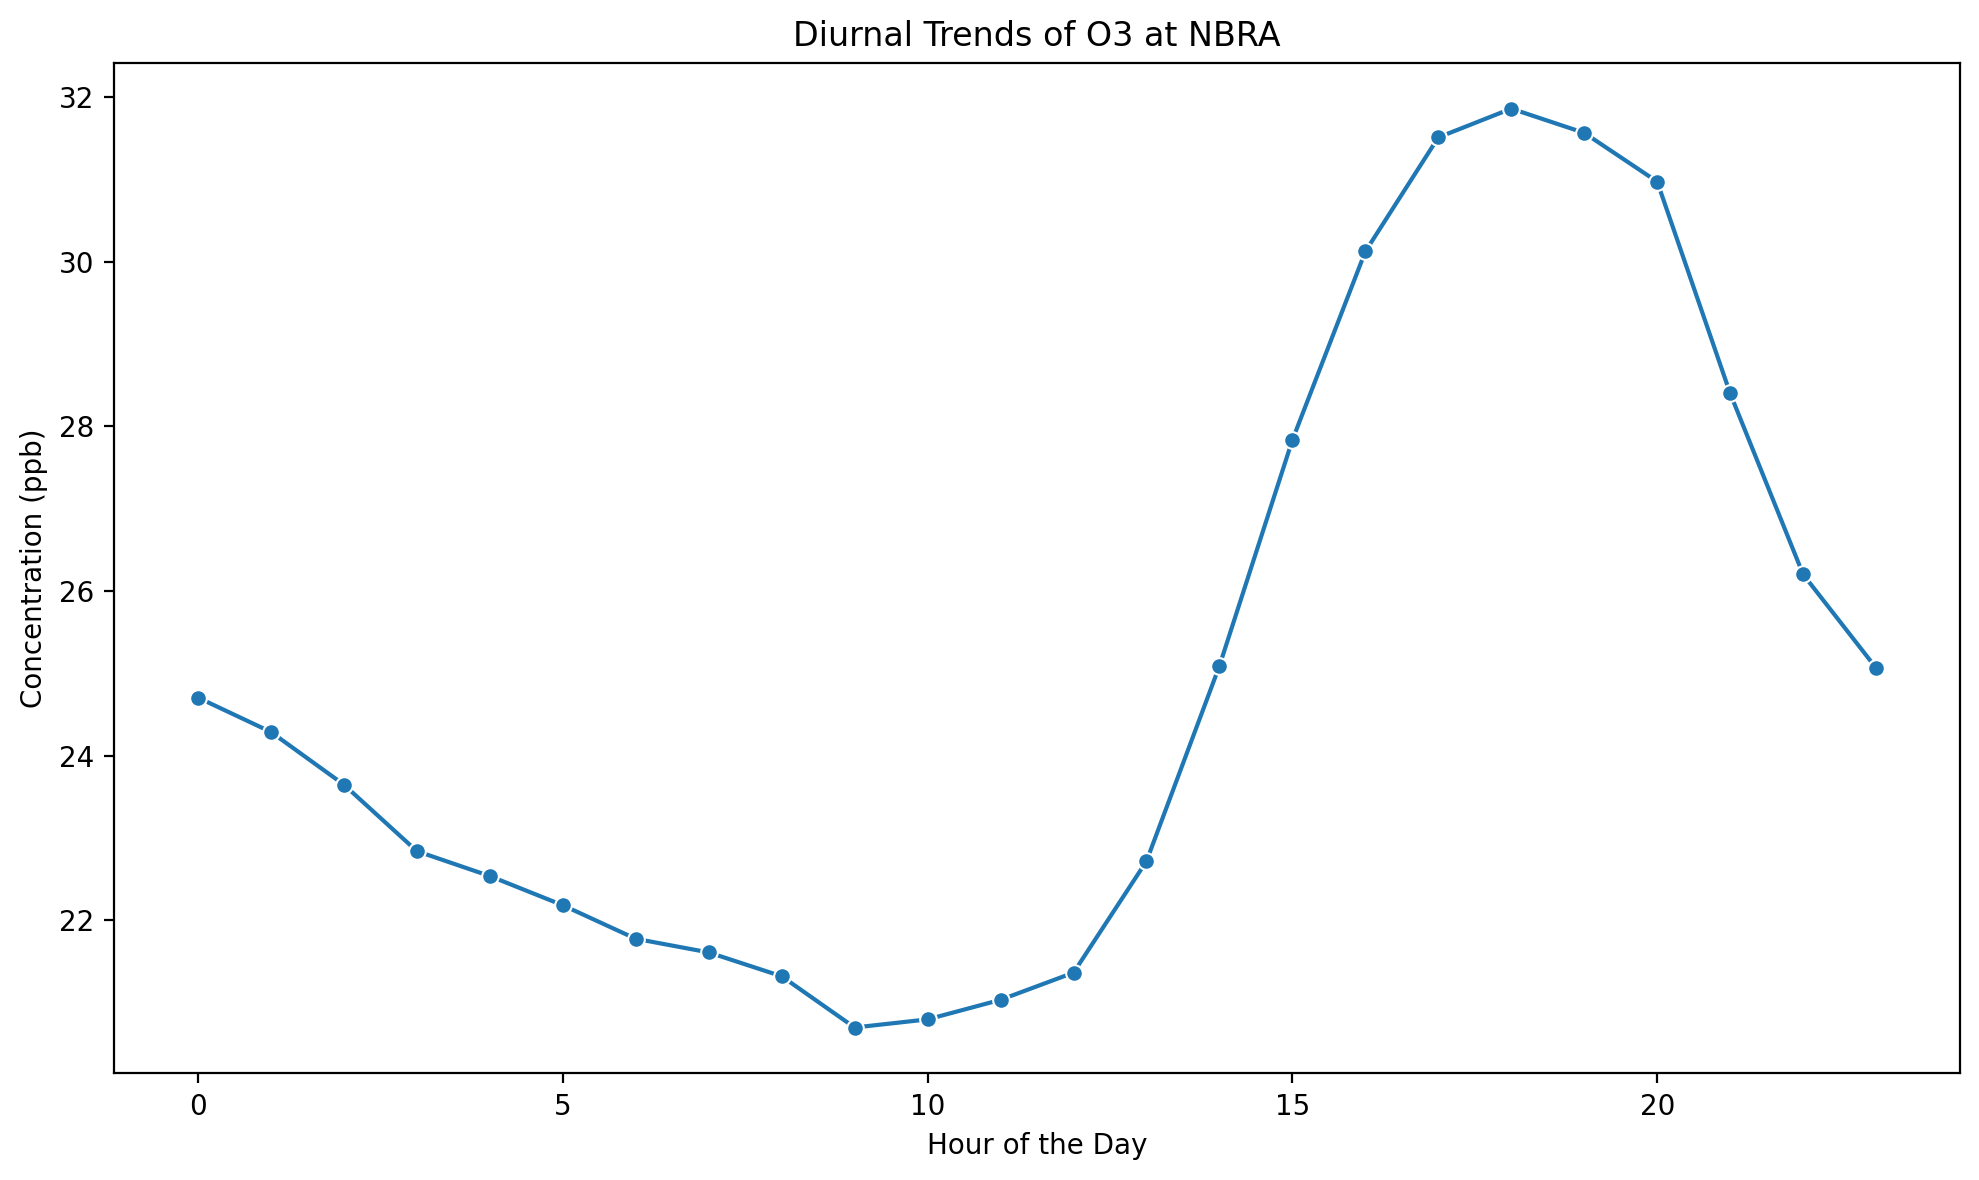 Diurnal Trends of O3 at NBRA
32
30
28
26
24
22
Concentration (ppb)
0 5 10 15 20
Hour of the Day